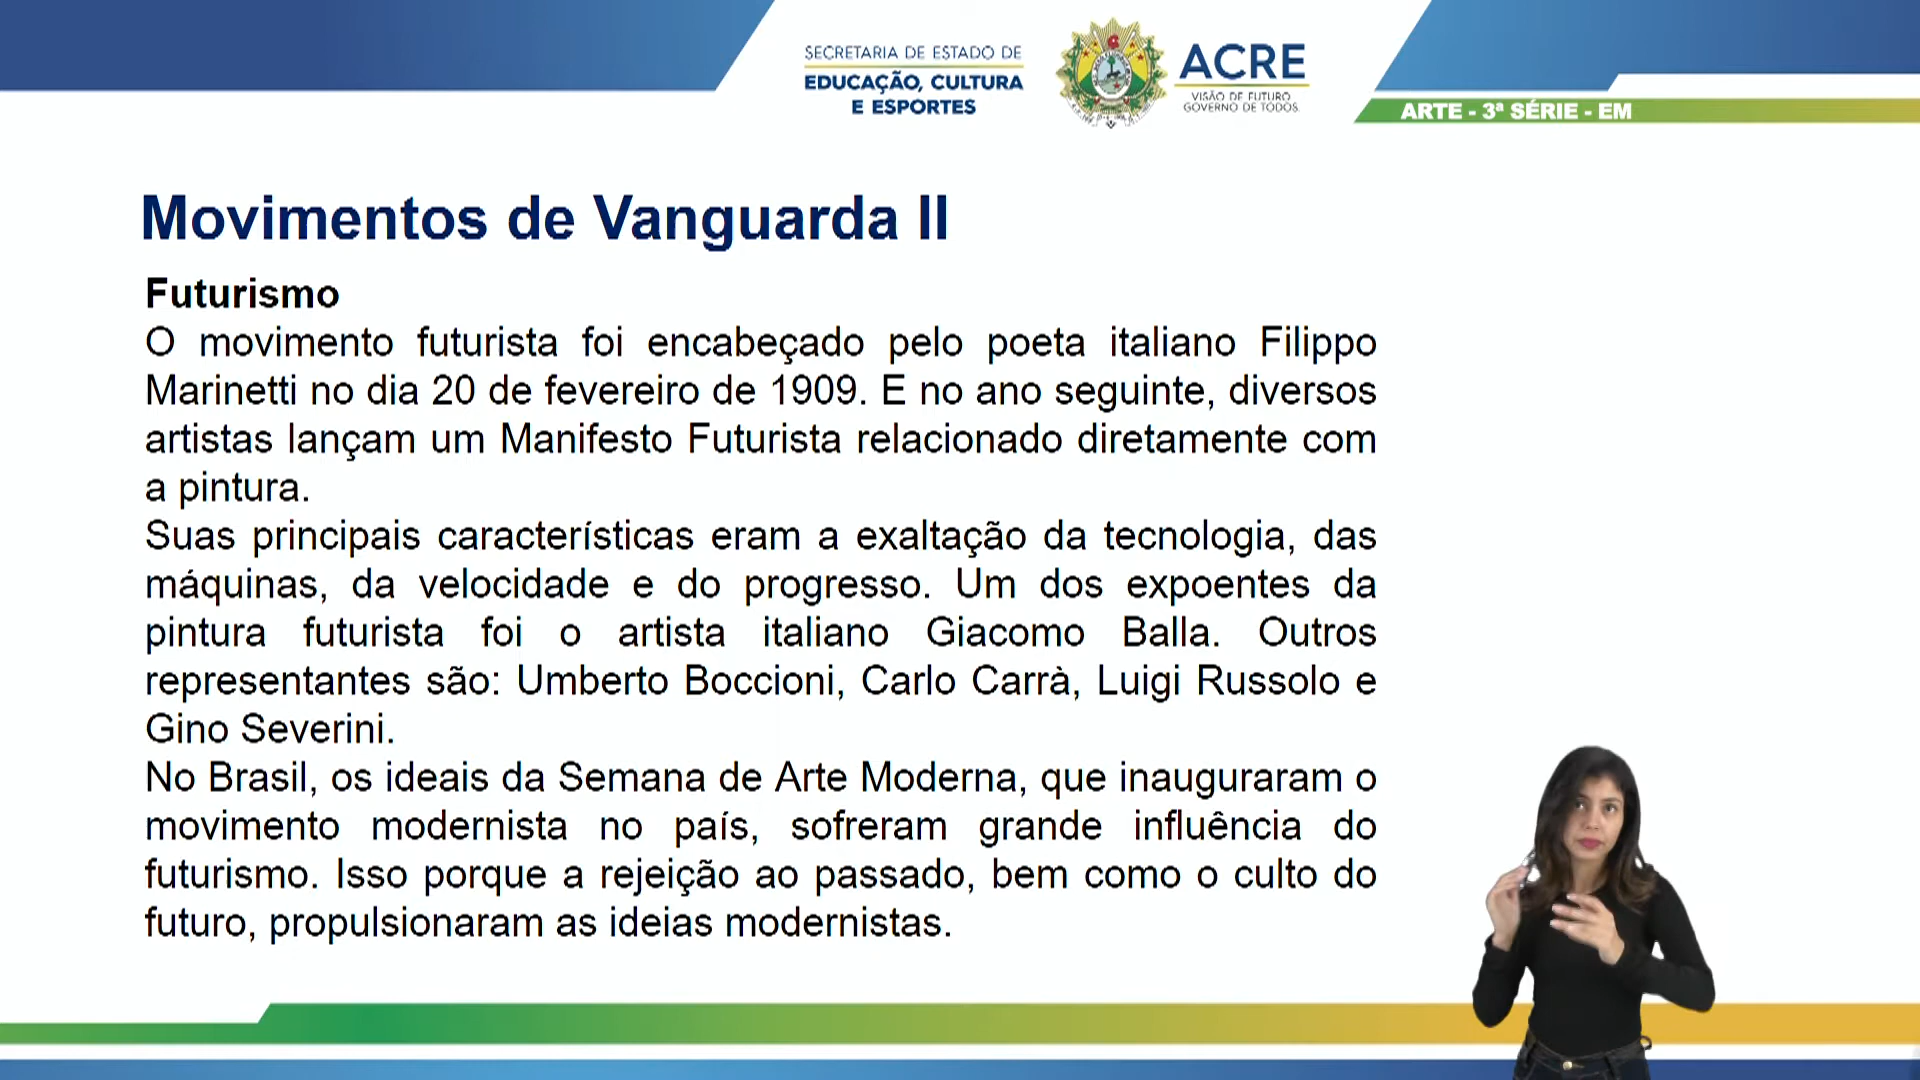 SECRETARIA DE ESTADO DE
EDUCAÇÃO, CULTURA
E ESPORTES
ACRE
VISÃO DE FUTURO
GOVERNO DE TODOS
ARTE - 3ª SÉRIE - EM
Movimentos de Vanguarda II
Futurismo
O movimento futurista foi encabeçado pelo poeta italiano Filippo
Marinetti no dia 20 de fevereiro de 1909. E no ano seguinte, diversos
artistas lançam um Manifesto Futurista relacionado diretamente com
a pintura.
Suas principais características eram a exaltação da tecnologia, das
máquinas, da velocidade e do progresso. Um dos expoentes da
pintura futurista foi o artista italiano Giacomo Balla. Outros
representantes são: Umberto Boccioni, Carlo Carrà, Luigi Russolo e
Gino Severini.
No Brasil, os ideais da Semana de Arte Moderna, que inauguraram o
movimento modernista no país, sofreram grande influência do
futurismo. Isso porque a rejeição ao passado, bem como o culto do
futuro, propulsionaram as ideias modernistas.